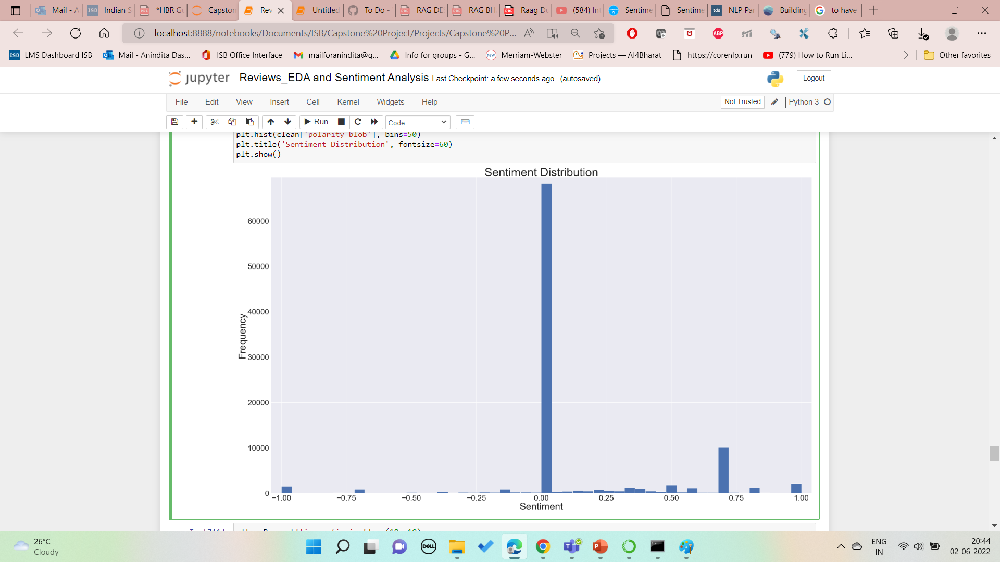 Mail - A
Indian S
*HBR Gu
Capston
Rev
Untitled
To Do -
RAG DE
RAG BH
Raag Du
(584) Int
Sentime
Sentime
NLP Par
Building
to have
localhost:8888/notebooks/Documents/ISB/Capstone%20Project/Projects/Capstone%20P...
LMS Dashboard ISB
Mail - Anindita Das...
ISB Office Interface
mailforanindita@g...
Info for groups - G...
Merriam-Webster
Projects — AI4Bharat
https://corenlp.run
(779) How to Run Li...
Other favorites
jupyter Reviews_EDA and Sentiment Analysis Last Checkpoint: a few seconds ago (autosaved)
Logout
File Edit View Insert Cell Kernel Widgets Help
Not Trusted
Python 3
Run
Code
plt.hist(clean['polarity_blob'], bins=50)
plt.title('Sentiment Distribution', fontsize=60)
plt.show()
Sentiment Distribution
60000
50000
40000
30000
20000
10000
0
Frequency
−1.00 −0.75 −0.50 −0.25 0.00 0.25 0.50 0.75 1.00
Sentiment
26°C
Cloudy
DELL
ENG
IN
20:44
02-06-2022